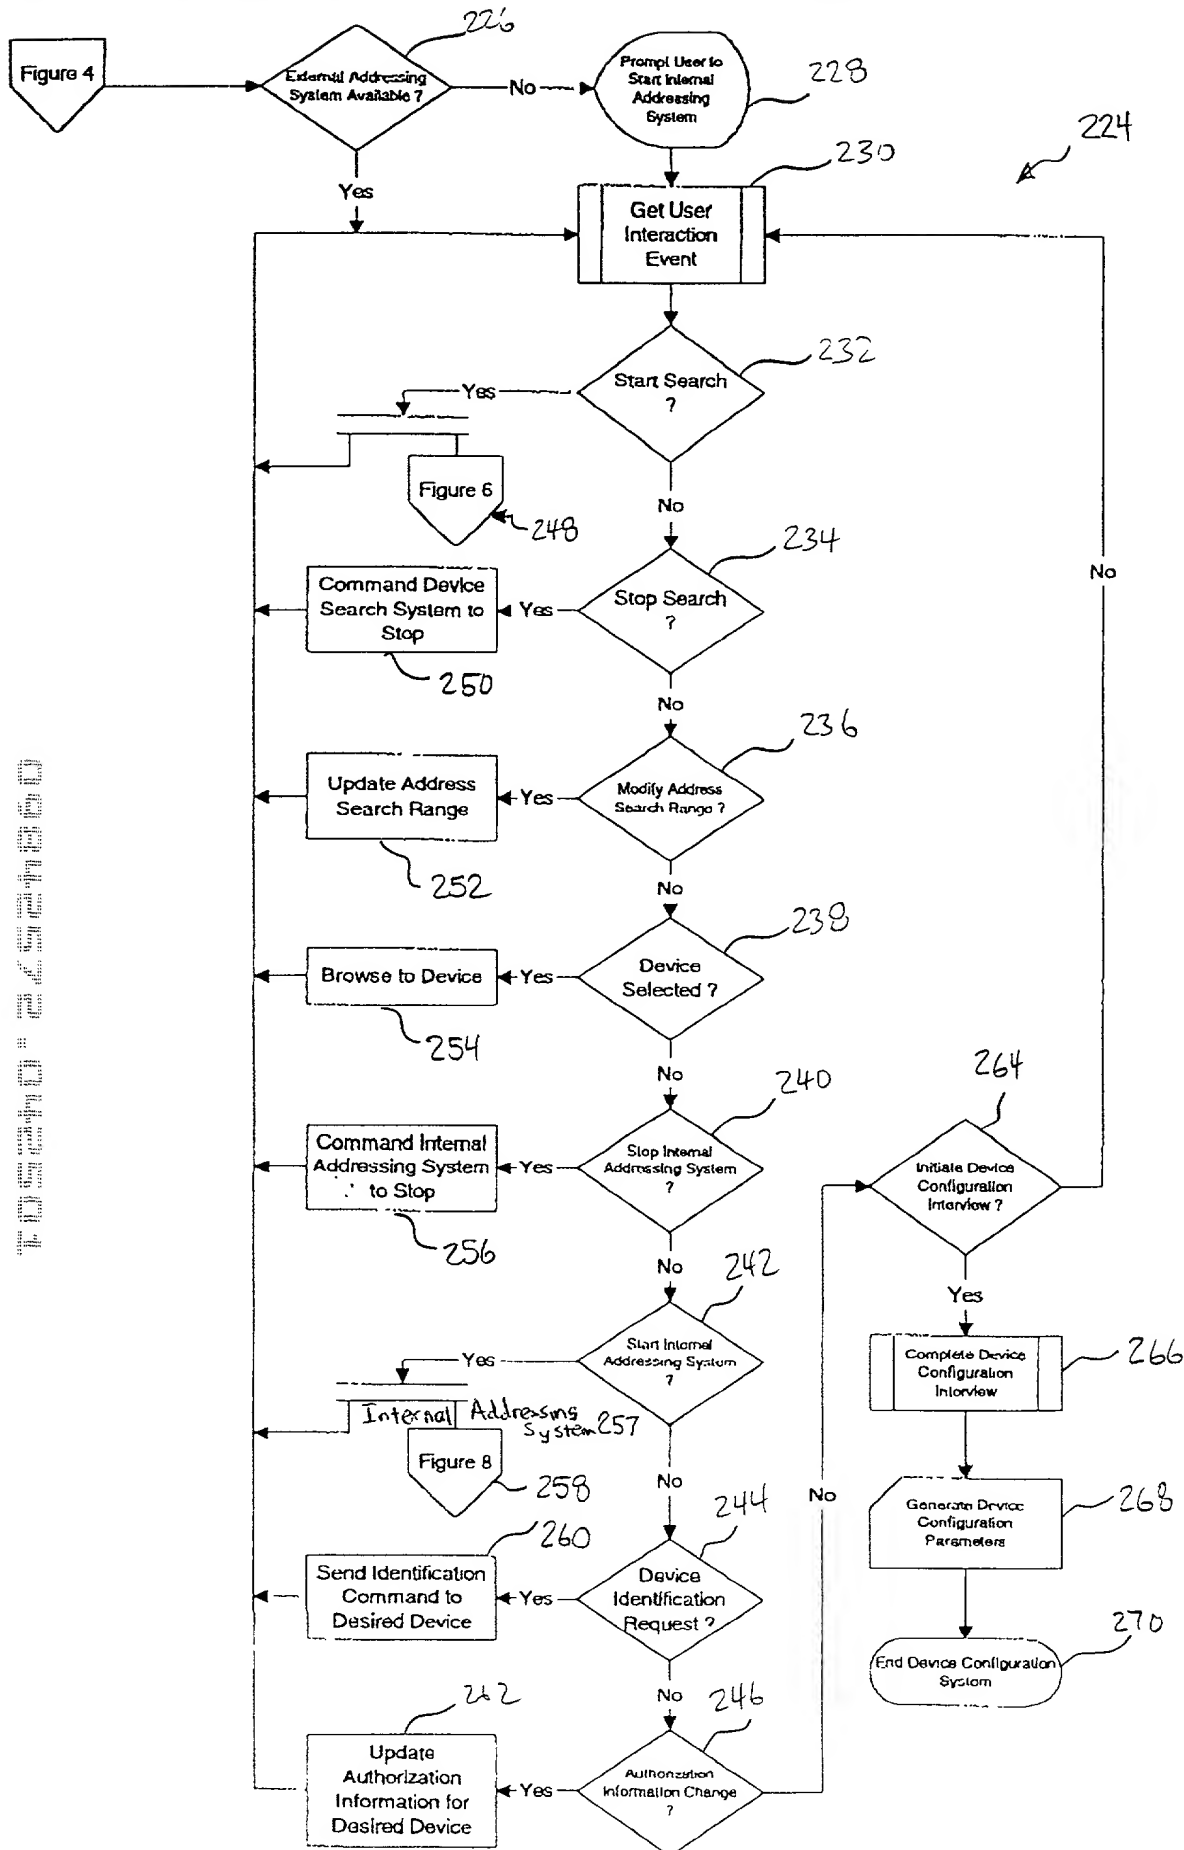 226
Figure 4
External Addressing
System Available ?
No
Prompt User to
Start Internal
Addressing
System
228
224
Yes
230
Get User
Interaction
Event
232
Start Search
?
Yes
Figure 6
248
No
234
Stop Search
?
Yes
Command Device
Search System to
Stop
250
No
No
236
Modify Address
Search Range ?
Yes
Update Address
Search Range
252
No
238
Device
Selected ?
Yes
Browse to Device
254
No
240
Stop Internal
Addressing System
?
Yes
Command Internal
Addressing System
to Stop
256
264
Initiate Device
Configuration
Interview ?
No
242
Start Internal
Addressing System
?
Yes
Internal Addressing
System 257
Figure 8
258
Yes
Complete Device
Configuration
Interview
266
No
No
244
Generate Device
Configuration
Parameters
268
260
Send Identification
Command to
Desired Device
Yes
Device
Identification
Request ?
270
End Device Configuration
System
No
246
262
Update
Authorization
Information for
Desired Device
Yes
Authorization
Information Change
?